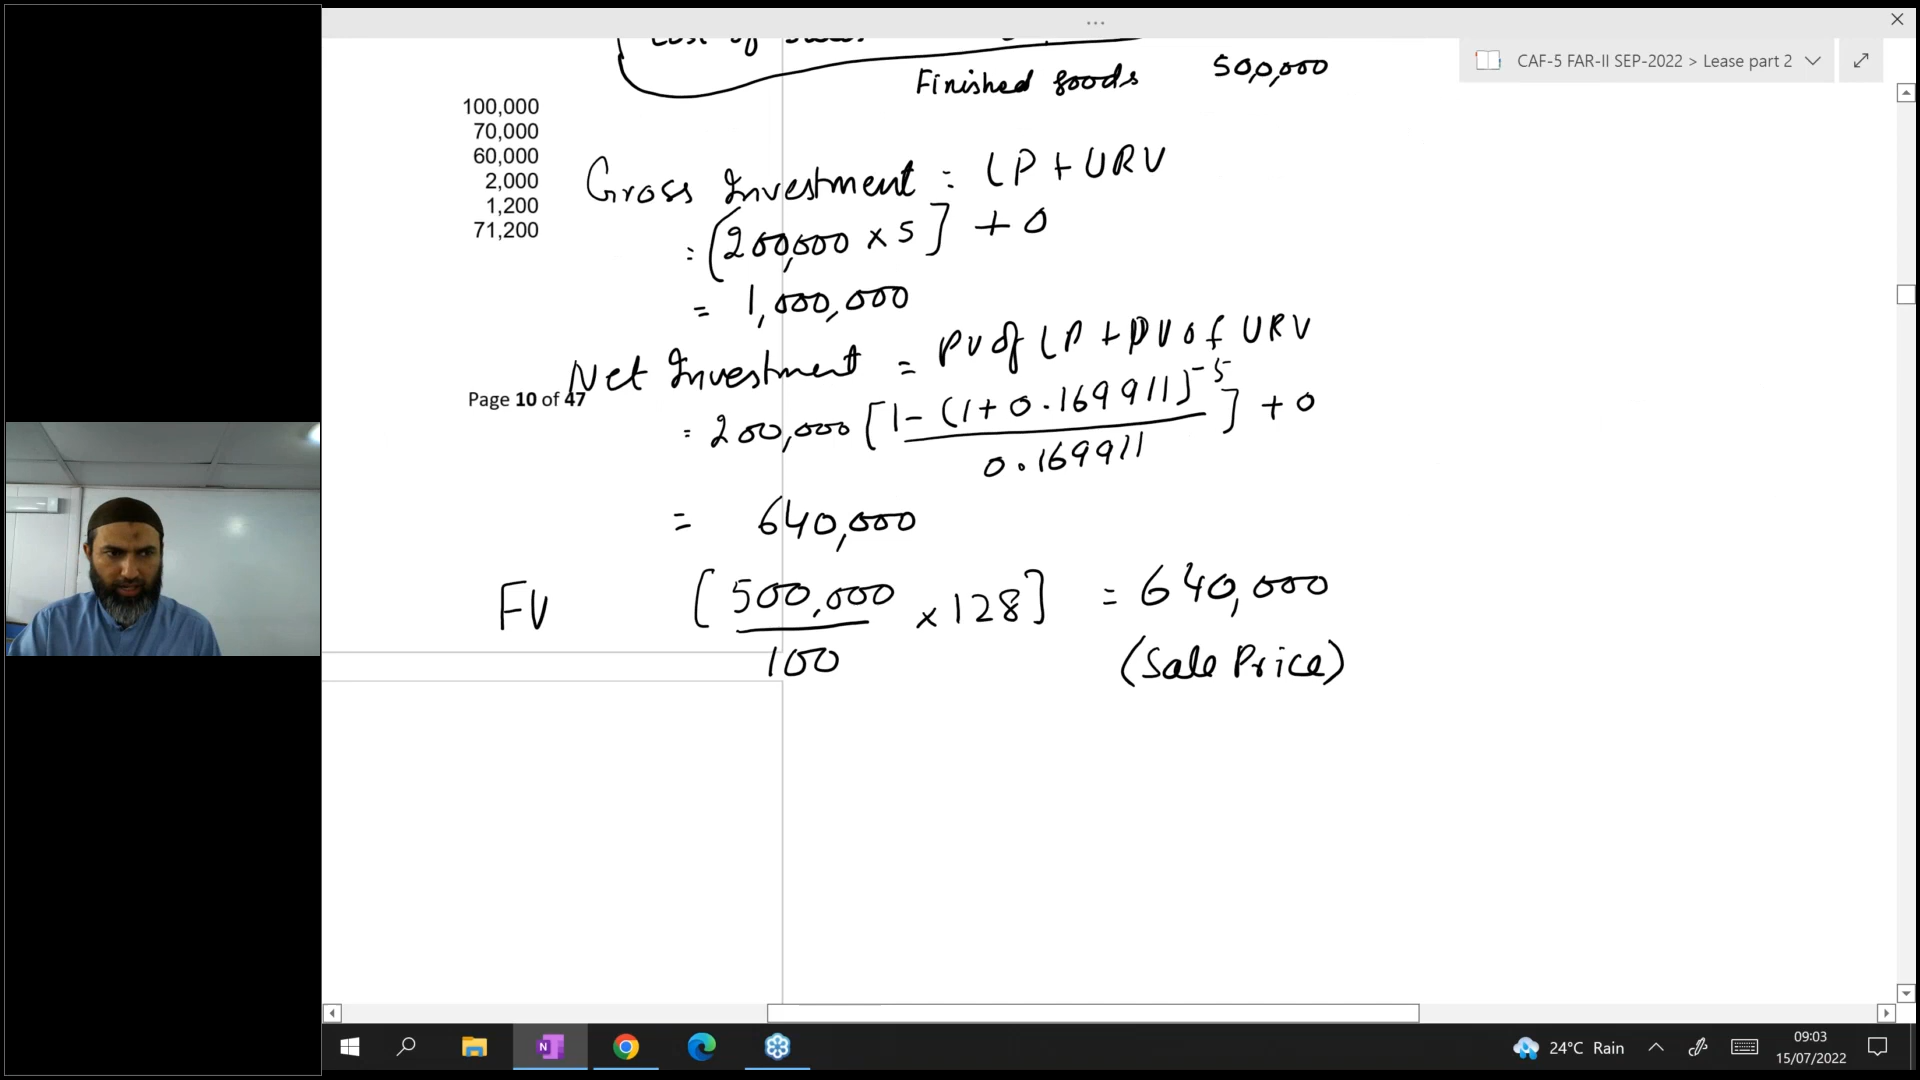 ...
CAF-5 FAR-II SEP-2022 > Lease part 2
Cost of Sales
Finished goods 500,000
100,000
70,000
60,000
2,000
1,200
71,200
Gross Investment = LP + URV
= [200,000 × 5] + 0
= 1,000,000
Net Investment = PV of LP + PV of URV
Page 10 of 47
= 200,000 [1 - (1 + 0.169911)^-5 / 0.169911] + 0
= 640,000
FV [500,000 / 100 × 128] = 640,000
(Sale Price)
24°C Rain
09:03
15/07/2022